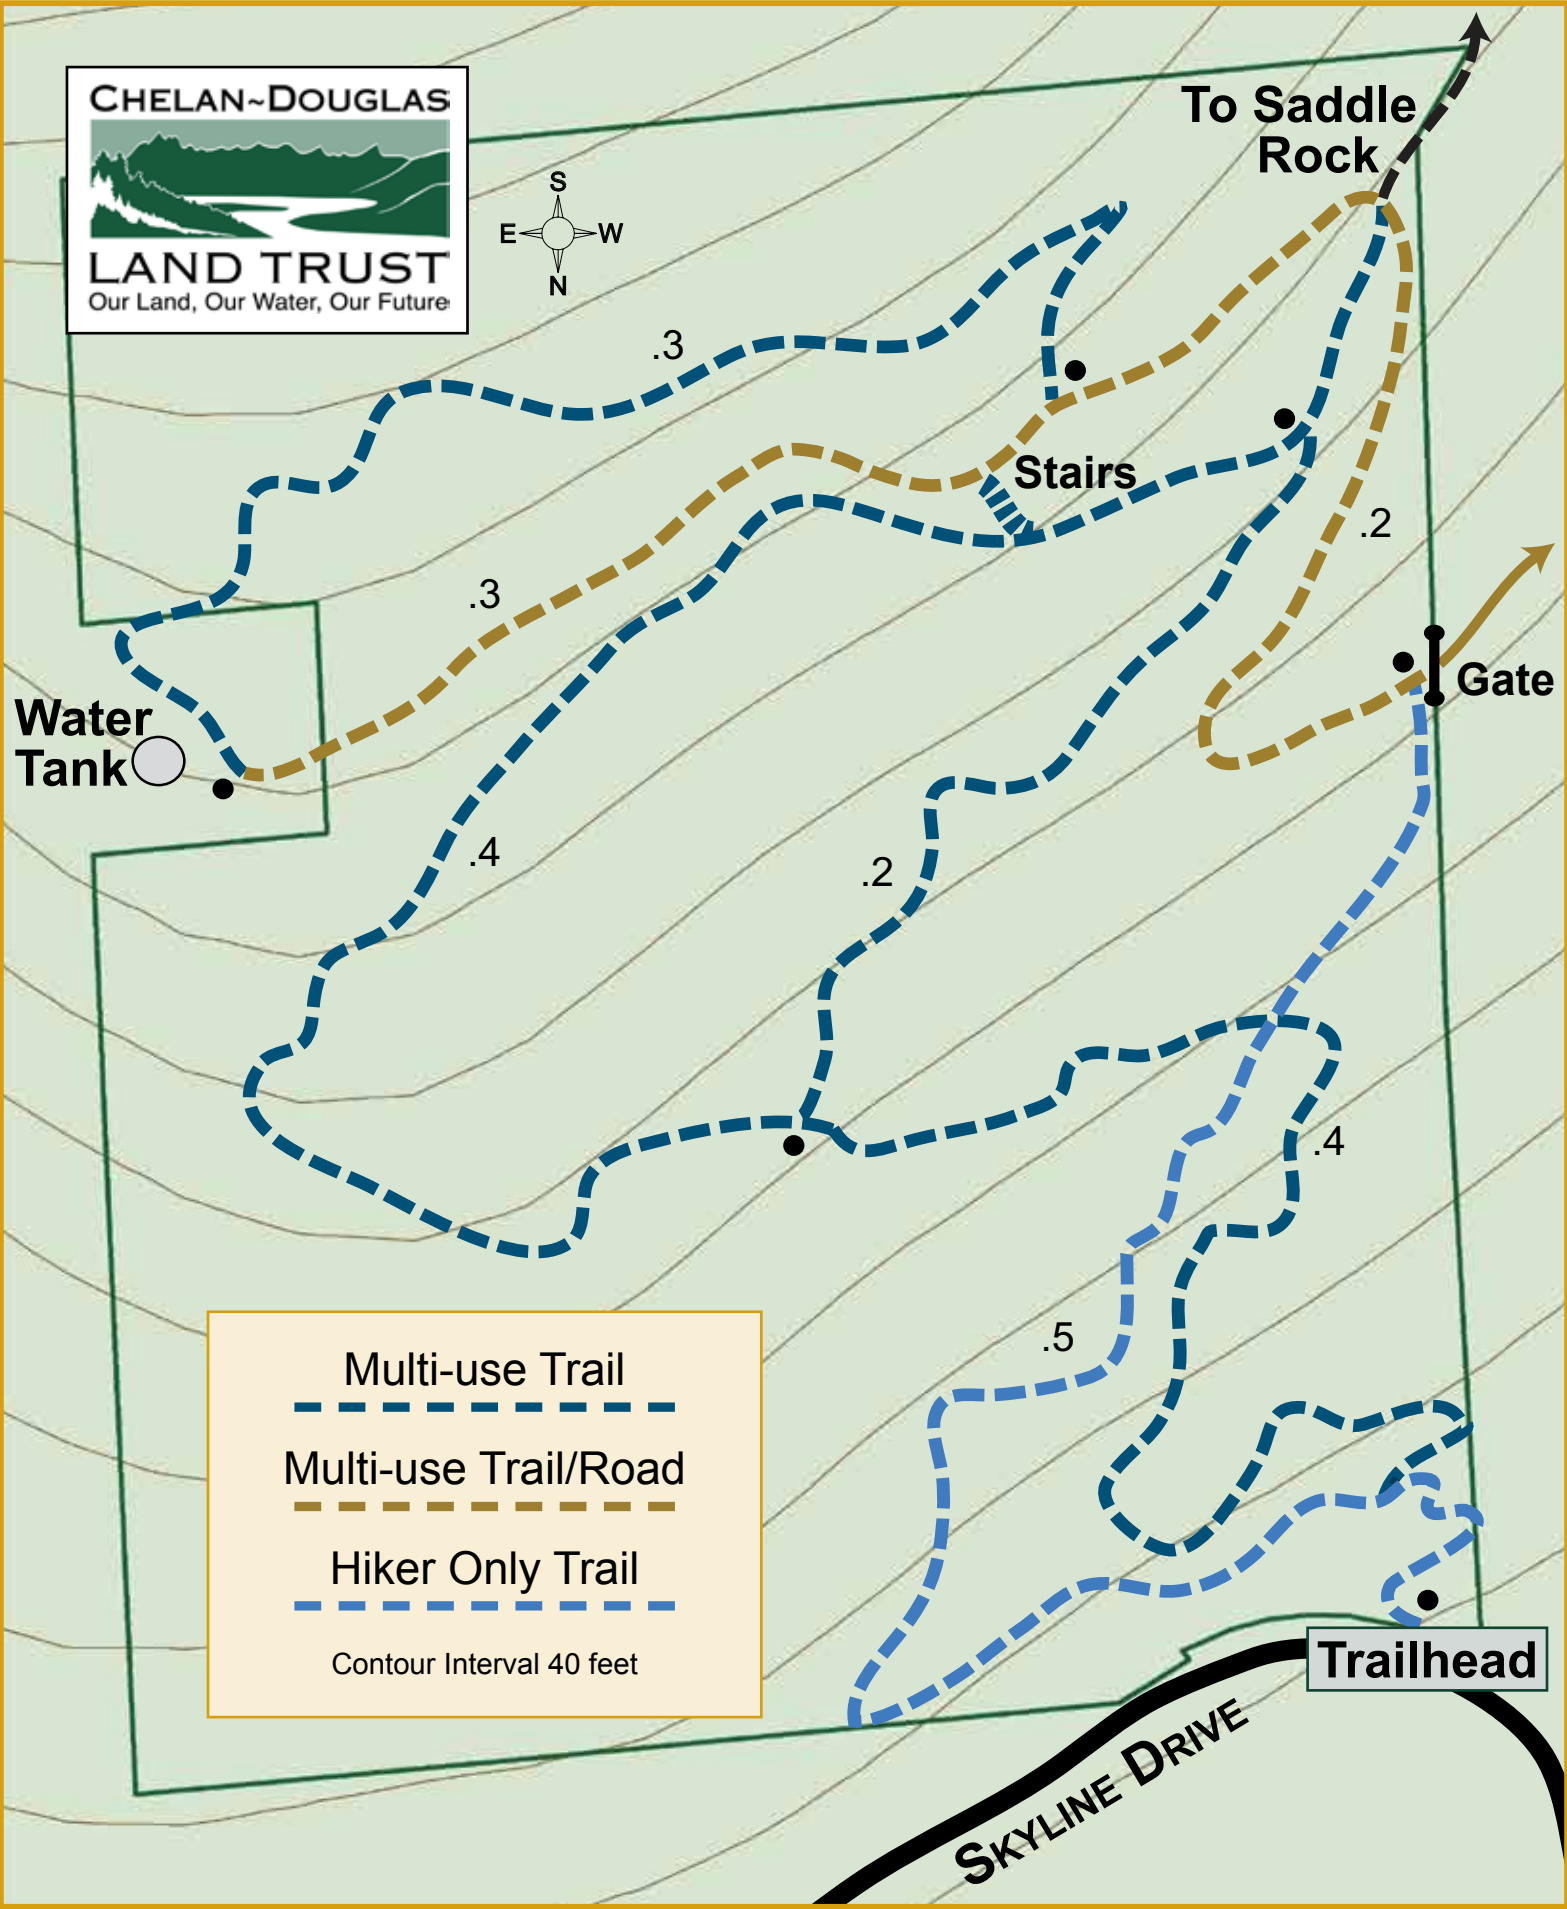 CHELAN~DOUGLAS
LAND TRUST
Our Land, Our Water, Our Future
S
E W
N
To Saddle
Rock
.3
Stairs
.2
.3
Gate
Water
Tank
.4
.2
.4
.5
Multi-use Trail
Multi-use Trail/Road
Hiker Only Trail
Contour Interval 40 feet
Trailhead
SKYLINE DRIVE